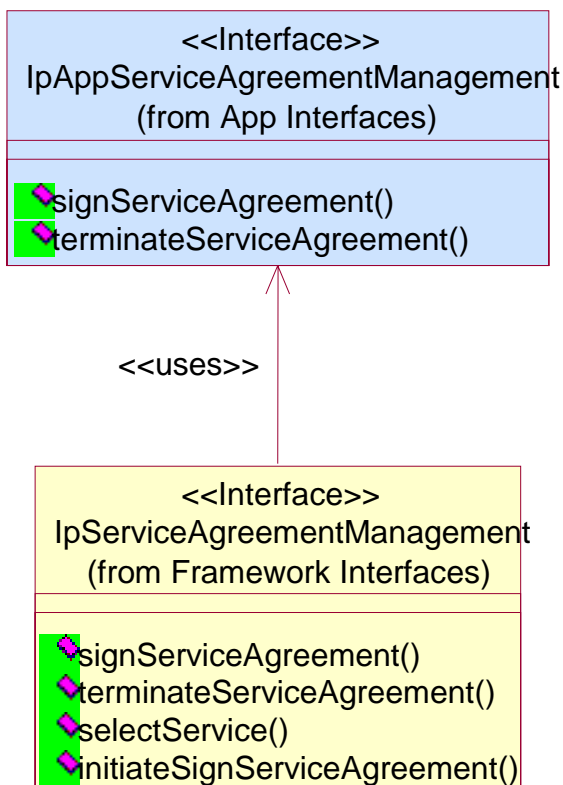 <<Interface>>
IpAppServiceAgreementManagement
(from App Interfaces)
signServiceAgreement()
terminateServiceAgreement()
<<uses>>
<<Interface>>
IpServiceAgreementManagement
(from Framework Interfaces)
signServiceAgreement()
terminateServiceAgreement()
selectService()
initiateSignServiceAgreement()